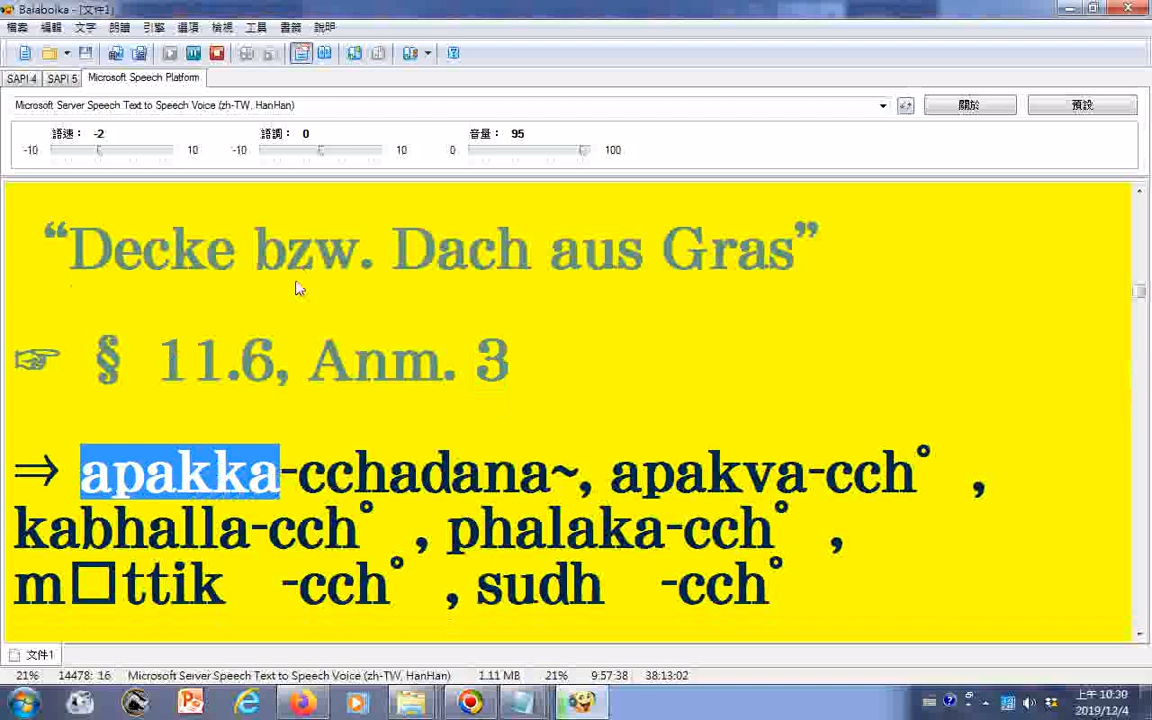 Balabolka - [文件1]
檔案 編輯 文字 朗讀 引擎 選項 檢視 工具 書籤 說明
SAPI 4 SAPI 5 Microsoft Speech Platform
Microsoft Server Speech Text to Speech Voice (zh-TW, HanHan) 關於 預設
語速： -2 語調： 0 音量： 95
-10 10 -10 10 0 100
“Decke bzw. Dach aus Gras”
☞ § 11.6, Anm. 3
⇒ apakka-cchadana~, apakva-cch° ,
kabhalla-cch° , phalaka-cch° ,
m□ttik -cch° , sudh -cch°
文件1
21% 14478: 16 Microsoft Server Speech Text to Speech Voice (zh-TW, HanHan) 1.11 MB 21% 9:57:38 38:13:02
上午 10:39
2019/12/4